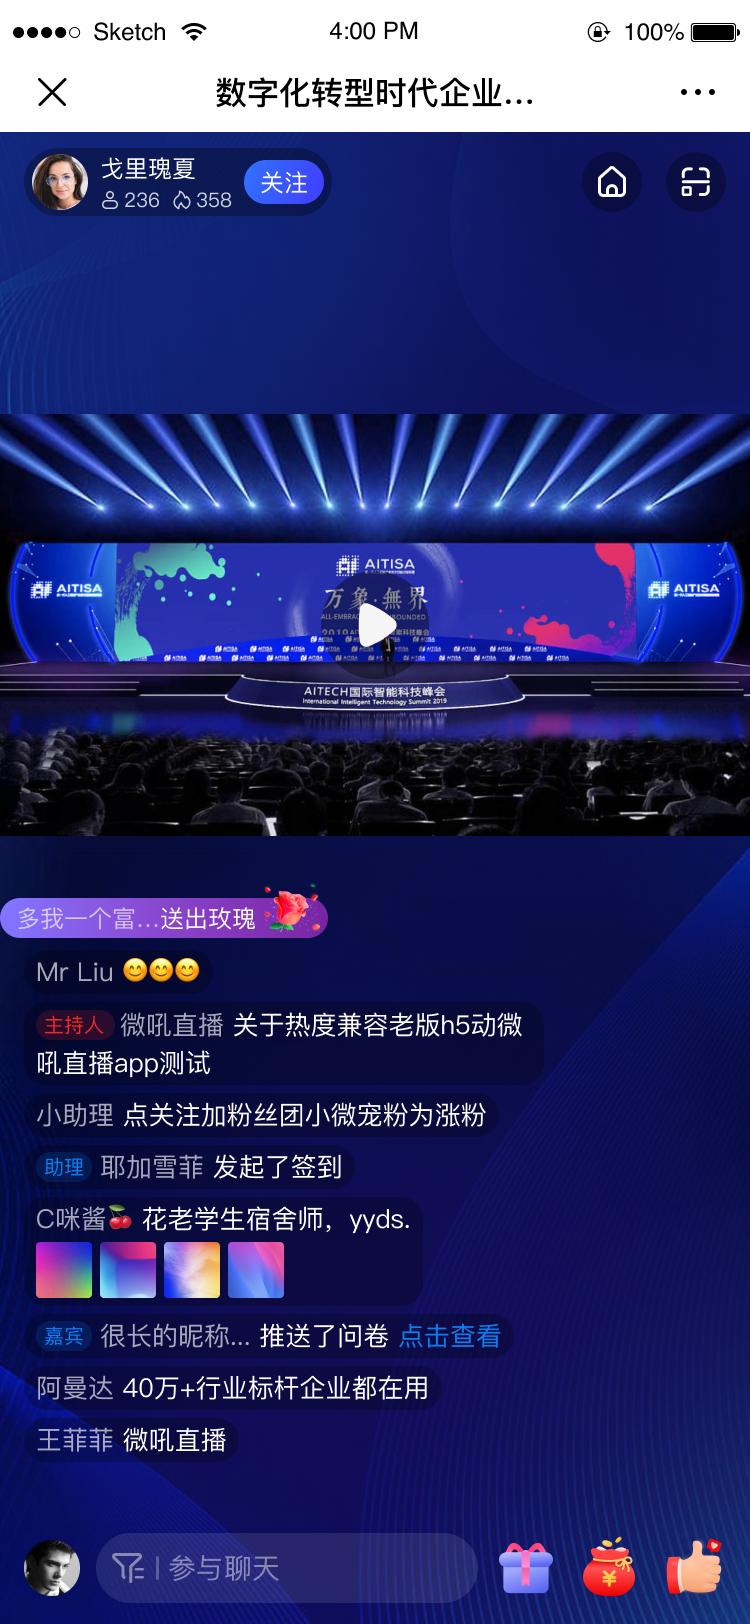 Sketch 4:00 PM 100%
数字化转型时代企业...
戈里瑰夏
236 358
关注
AITISA
AITISA
AITISA
万象·無界
AITECH国际智能科技峰会
International Intelligent Technology Summit 2019
多我一个富...送出玫瑰
Mr Liu 😊😊😊
主持人 微吼直播 关于热度兼容老版h5动微
吼直播app测试
小助理 点关注加粉丝团小微宠粉为涨粉
助理 耶加雪菲 发起了签到
C咪酱🍒 花老学生宿舍师，yyds.
嘉宾 很长的昵称... 推送了问卷 点击查看
阿曼达 40万+行业标杆企业都在用
王菲菲 微吼直播
参与聊天